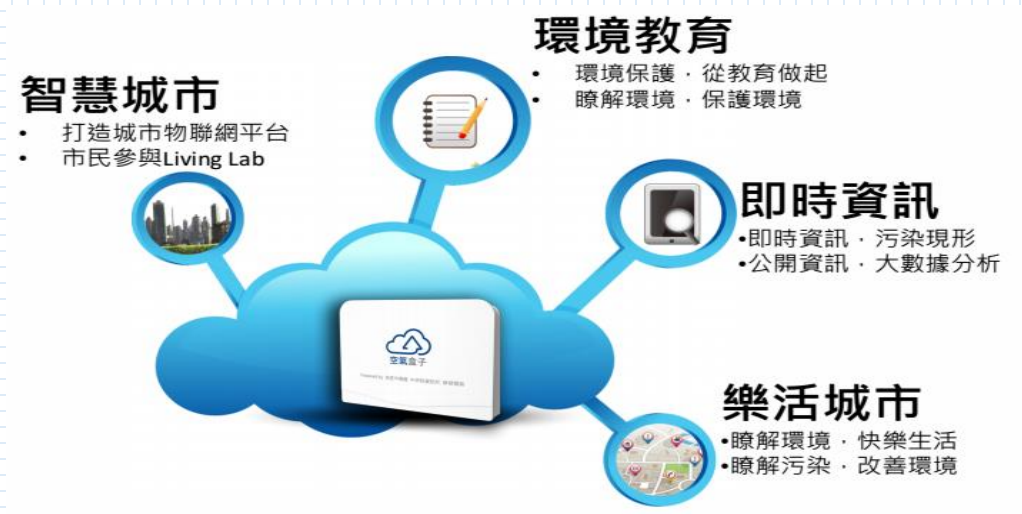 智慧城市
• 打造城市物聯網平台
• 市民參與Living Lab
環境教育
• 環境保護．從教育做起
• 瞭解環境．保護環境
即時資訊
•即時資訊．污染現形
•公開資訊．大數據分析
空氣盒子
Powered by
樂活城市
•瞭解環境．快樂生活
•瞭解污染．改善環境